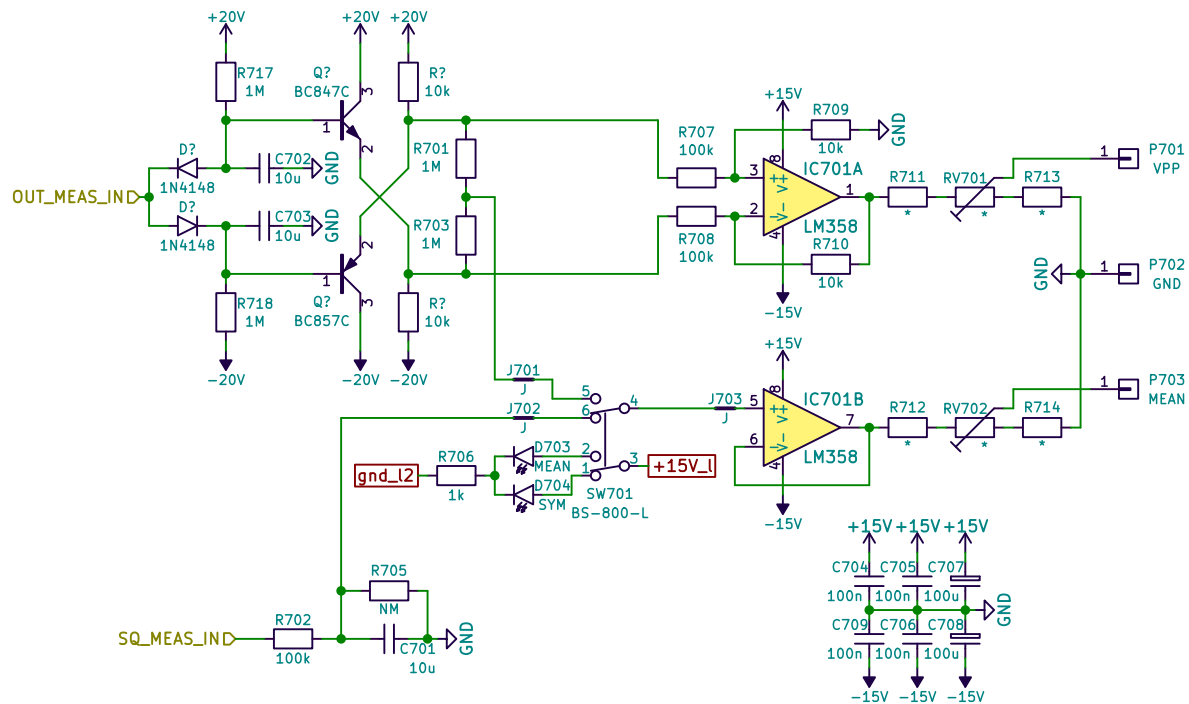 +20V
+20V
+20V
R717
1M
Q?
BC847C
3
1
2
R?
10k
D?
1N4148
C702
10u
GND
OUT_MEAS_IN
D?
1N4148
C703
10u
GND
R701
1M
R703
1M
R718
1M
Q?
BC857C
2
1
3
R?
10k
-20V
-20V
-20V
+15V
R709
10k
GND
R707
100k
R708
100k
IC701A
3
2
8
4
1
V+
V-
+
-
LM358
R710
10k
-15V
R711
*
RV701
*
R713
1
P701
VPP
GND
1
P702
GND
1
P703
MEAN
J701
J
J702
J
5
6
4
2
1
3
J703
J
+15V
IC701B
5
6
8
4
7
V+
V-
+
-
LM358
-15V
R712
*
RV702
*
R714
gnd_l2
R706
1k
D703
MEAN
D704
SYM
+15V_l
SW701
BS-800-L
SQ_MEAS_IN
R702
100k
R705
NM
C701
10u
GND
+15V
+15V
+15V
C704
100n
C705
100n
C707
100u
GND
C709
100n
C706
100n
C708
100u
-15V
-15V
-15V